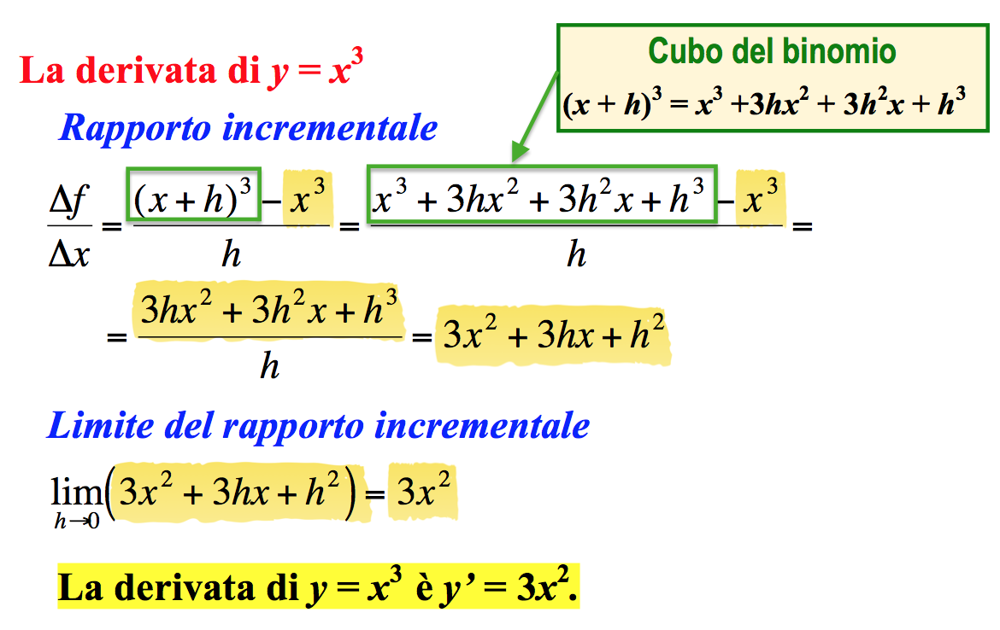 La derivata di y = x³
Cubo del binomio
(x + h)³ = x³ +3hx² + 3h²x + h³
Rapporto incrementale
Δf/Δx = ((x + h)³ − x³)/h = (x³ + 3hx² + 3h²x + h³ − x³)/h =
= (3hx² + 3h²x + h³)/h = 3x² + 3hx + h²
Limite del rapporto incrementale
lim h→0 (3x² + 3hx + h²) = 3x²
La derivata di y = x³ è y’ = 3x².